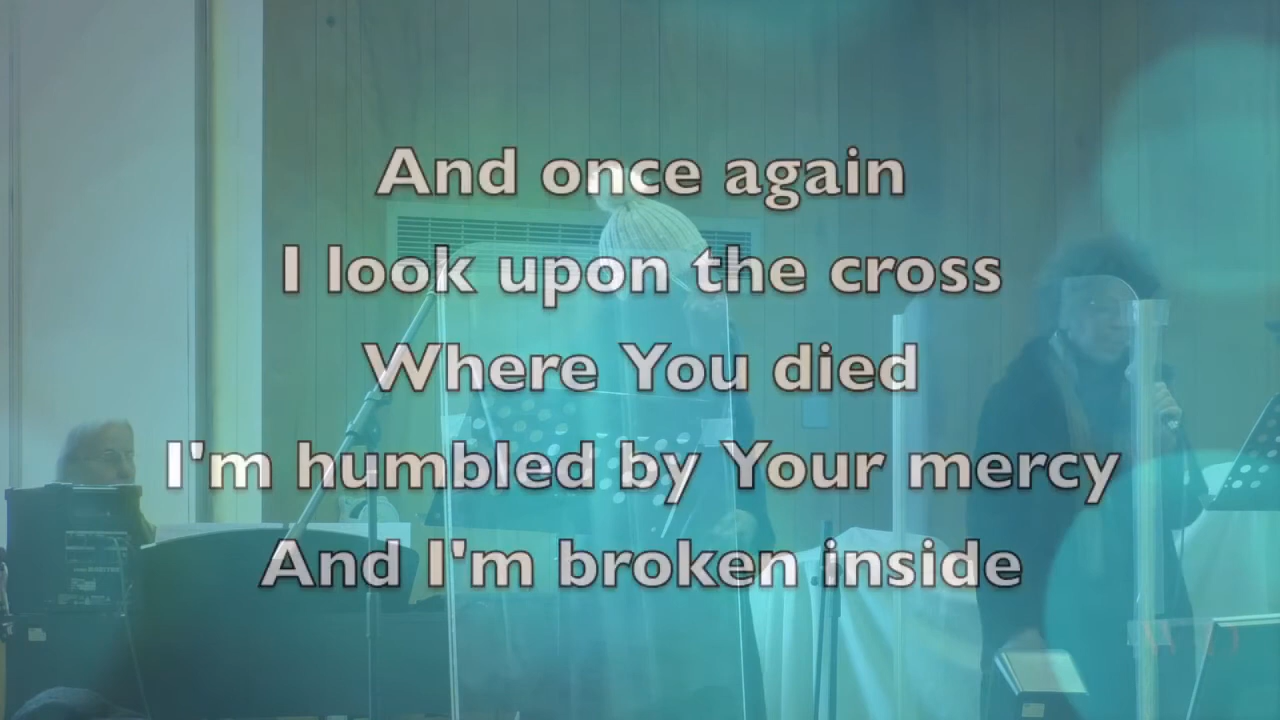 And once again
I look upon the cross
Where You died
I'm humbled by Your mercy
And I'm broken inside